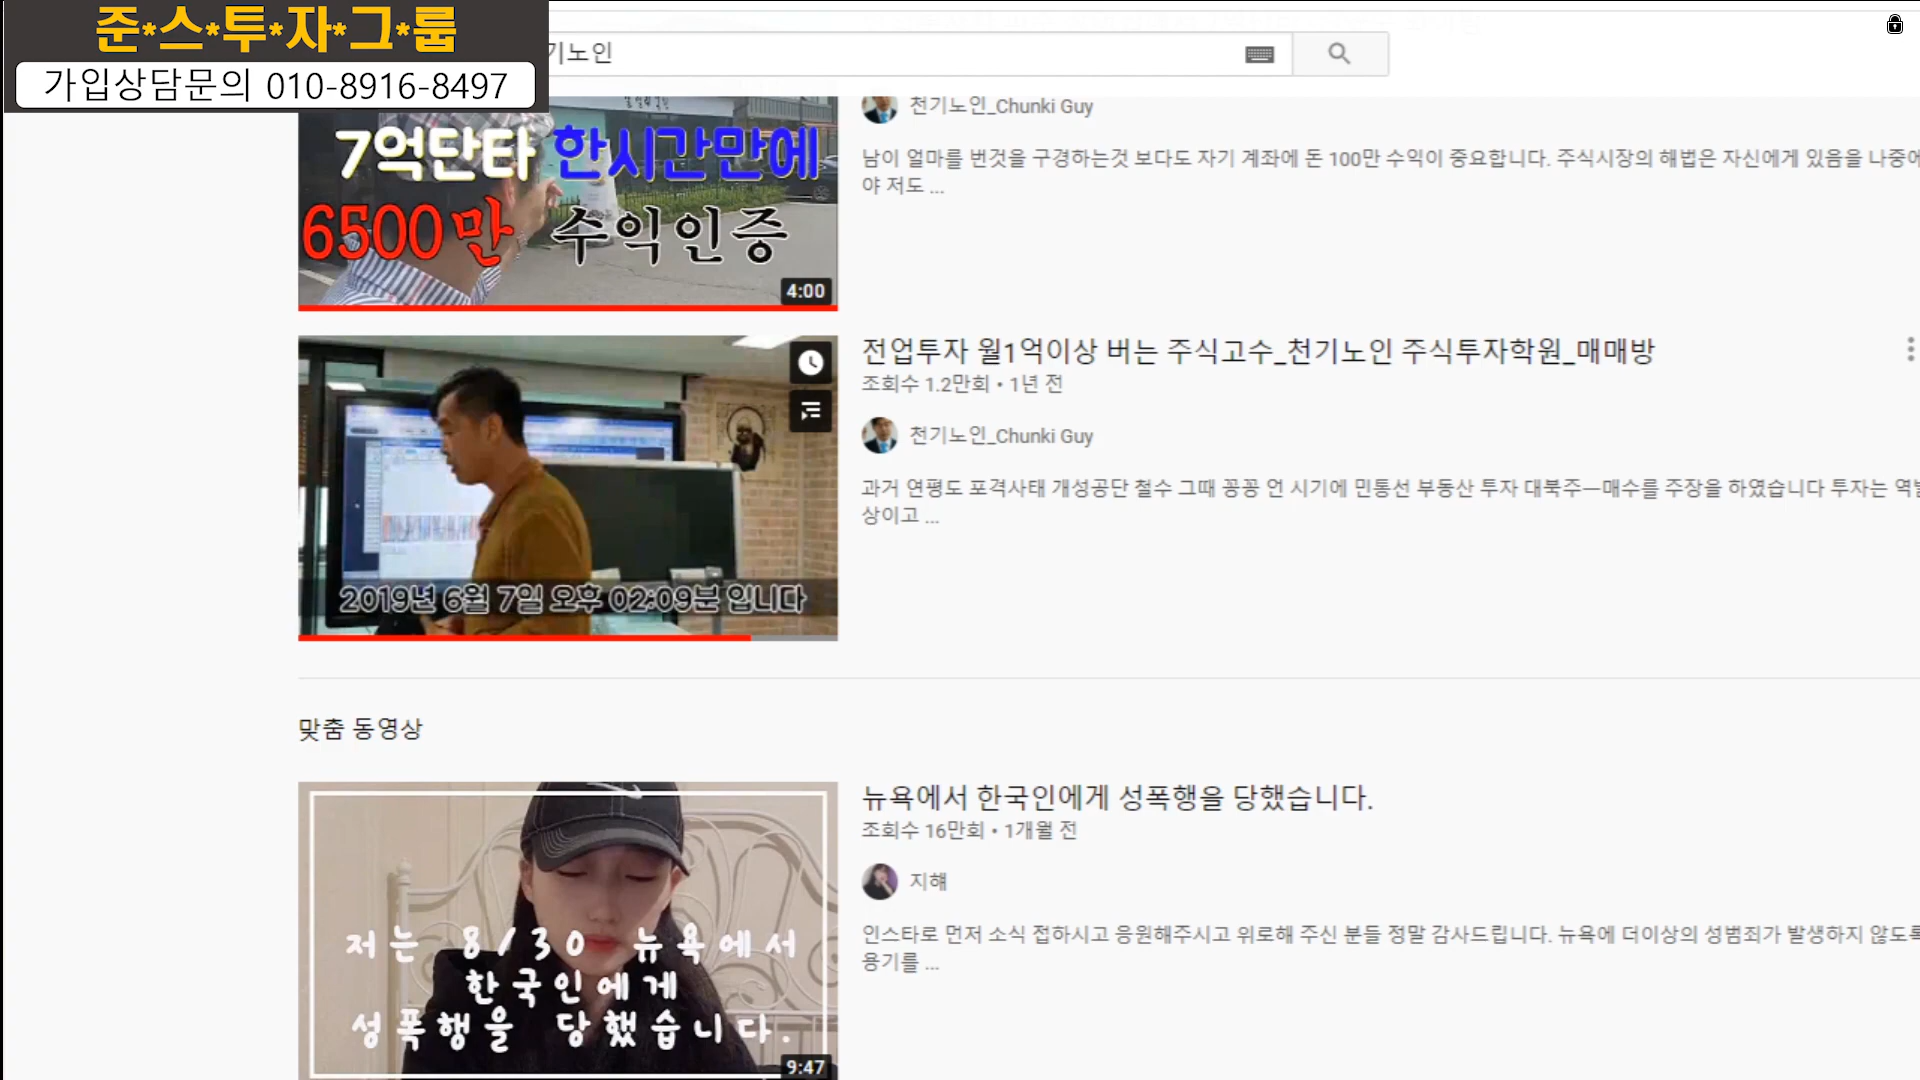 준*스*투*자*그*룹
가입상담문의 010-8916-8497
기노인
7억단타 한시간만에
6500만 수익인증
4:00
천기노인_Chunki Guy
남이 얼마를 번것을 구경하는것 보다도 자기 계좌에 돈 100만 수익이 중요합니다. 주식시장의 해법은 자신에게 있음을 나중에
야 저도 ...
2019년 6월 7일 오후 02:09분 입니다
전업투자 월1억이상 버는 주식고수_천기노인 주식투자학원_매매방
조회수 1.2만회 • 1년 전
천기노인_Chunki Guy
과거 연평도 포격사태 개성공단 철수 그때 꽁꽁 언 시기에 민통선 부동산 투자 대북주ㅡ매수를 주장을 하였습니다 투자는 역발
상이고 ...
맞춤 동영상
저는 8/30 뉴욕에서
한국인에게
성폭행을 당했습니다.
9:47
뉴욕에서 한국인에게 성폭행을 당했습니다.
조회수 16만회 • 1개월 전
지해
인스타로 먼저 소식 접하시고 응원해주시고 위로해 주신 분들 정말 감사드립니다. 뉴욕에 더이상의 성범죄가 발생하지 않도록
용기를 ...